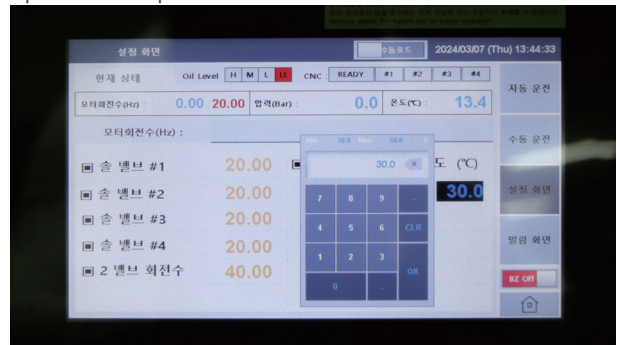 설정 화면 수동모드 2024/03/07 (Thu) 13:44:33
현재 상태 Oil Level H M L LL CNC : READY #1 #2 #3 #4
모터회전수(Hz) : 0.00 20.00 압력(Bar) : 0.0 온도(℃) : 13.4
모터회전수(Hz) :
솔 밸브 #1 20.00 도 (℃)
솔 밸브 #2 20.00 30.0
솔 밸브 #3 20.00
솔 밸브 #4 20.00
2 밸브 회전수 40.00
30.0
7 8 9 -
4 5 6 CLR
1 2 3
0 . OK
자동 운전
수동 운전
설정 화면
알람 화면
BZ Off